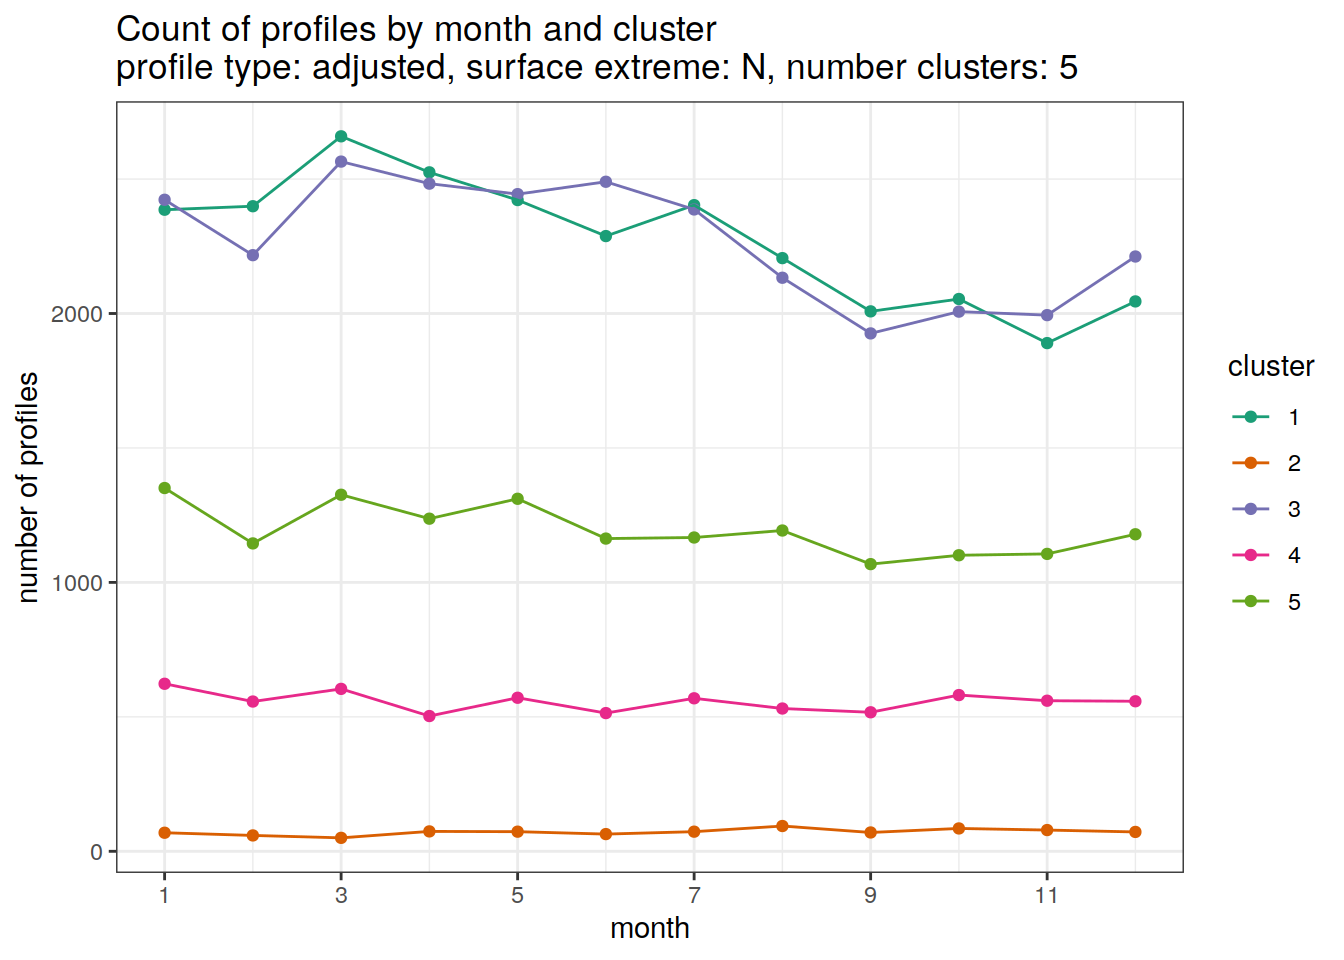 Count of profiles by month and cluster
profile type: adjusted, surface extreme: N, number clusters: 5
number of profiles
2000
1000
0
1 3 5 7 9 11
month
cluster
1
2
3
4
5